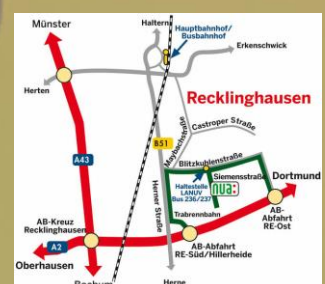 Münster
Haltern
Hauptbahnhof/
Busbahnhof
Erkenschwick
Herten
Recklinghausen
Castroper Straße
Maybachstraße
B51
Blitzkuhlenstraße
A43
Dortmund
Siemensstraße
Haltestelle
LANUV
Bus 236/237
nua:
Herner Straße
Trabrennbahn
AB-
Abfahrt
RE-Ost
AB-Kreuz
Recklinghausen
A2
AB-Abfahrt
RE-Süd/Hillerheide
Oberhausen
Bochum
Herne